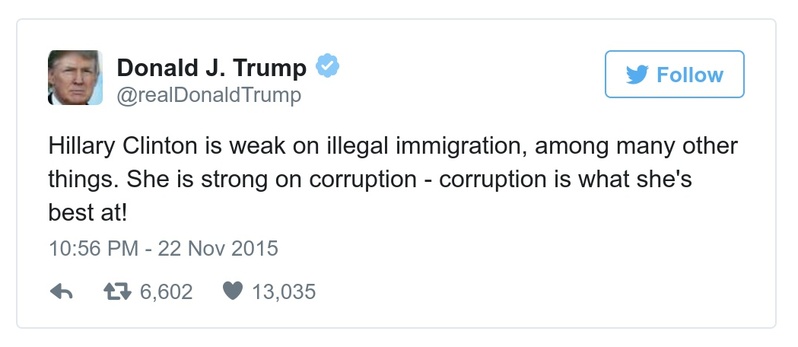 Donald J. Trump
@realDonaldTrump
Follow
Hillary Clinton is weak on illegal immigration, among many other
things. She is strong on corruption - corruption is what she's
best at!
10:56 PM - 22 Nov 2015
6,602 13,035